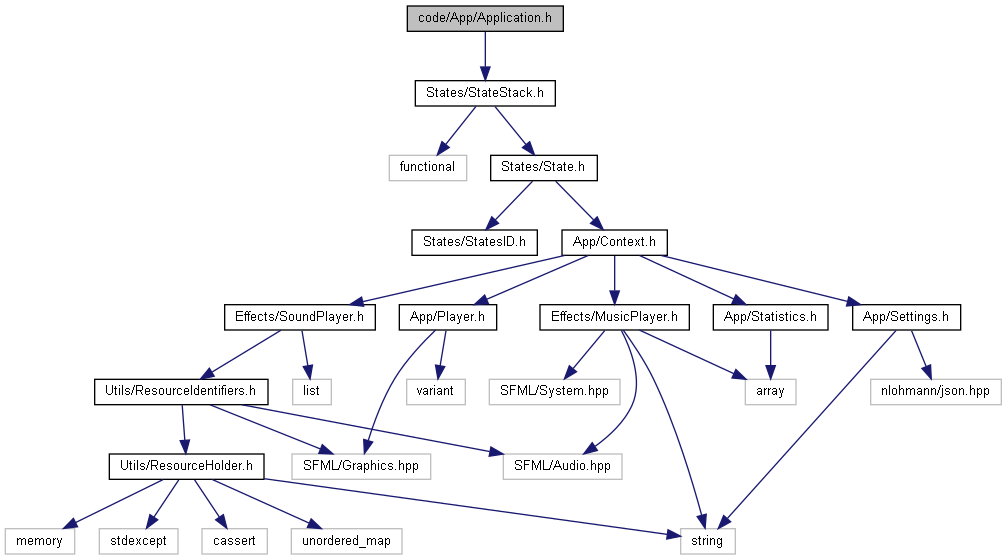 code/App/Application.h
States/StateStack.h
functional
States/State.h
States/StatesID.h
App/Context.h
Effects/SoundPlayer.h
App/Player.h
Effects/MusicPlayer.h
App/Statistics.h
App/Settings.h
Utils/ResourceIdentifiers.h
list
variant
SFML/System.hpp
array
nlohmann/json.hpp
Utils/ResourceHolder.h
SFML/Graphics.hpp
SFML/Audio.hpp
memory
stdexcept
cassert
unordered_map
string